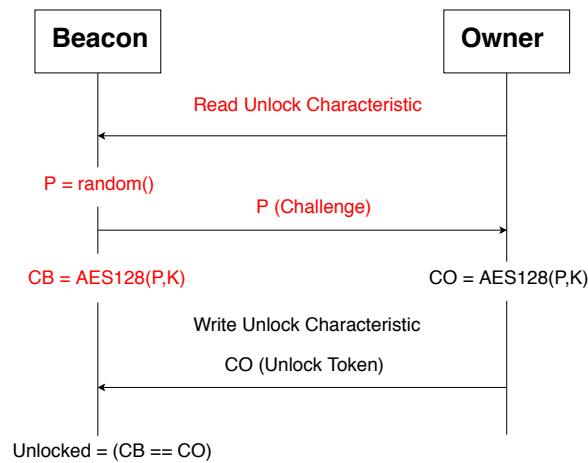 Beacon
Owner
Read Unlock Characteristic
P = random()
P (Challenge)
CB = AES128(P,K)
CO = AES128(P,K)
Write Unlock Characteristic
CO (Unlock Token)
Unlocked = (CB == CO)